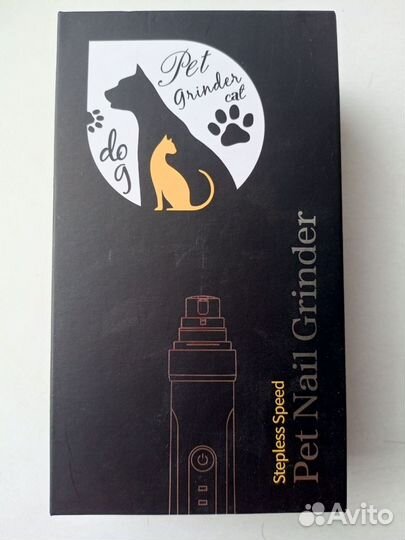 Pet
grinder
cat
dog
Stepless Speed
Pet Nail Grinder
Avito